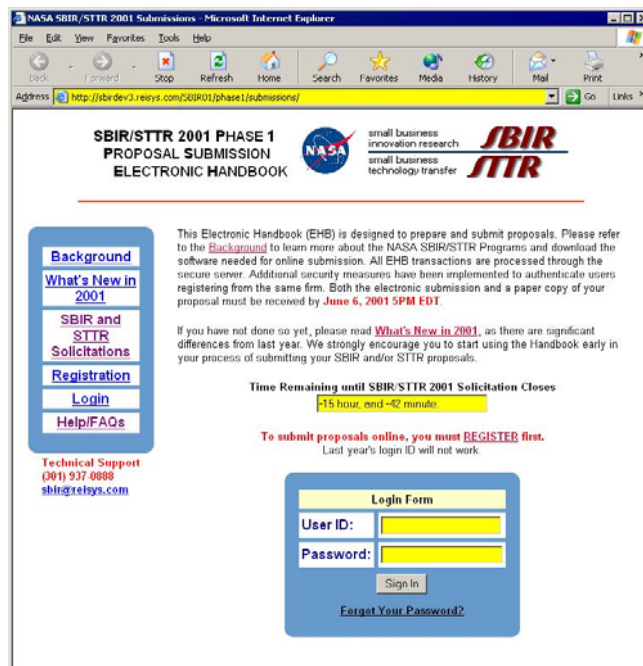 NASA SBIR/STTR 2001 Submissions - Microsoft Internet Explorer
File Edit View Favorites Tools Help
Back Forward Stop Refresh Home Search Favorites Media History Mail Print
Address http://sbirdev3.reisys.com/SBIR01/phase1/submissions/ Go Links
SBIR/STTR 2001 PHASE 1
PROPOSAL SUBMISSION
ELECTRONIC HANDBOOK
NASA
small business
innovation research
SBIR
small business
technology transfer
STTR
Background
What's New in
2001
SBIR and
STTR
Solicitations
Registration
Login
Help/FAQs
Technical Support
(301) 937-0888
sbir@reisys.com
This Electronic Handbook (EHB) is designed to prepare and submit proposals. Please refer
to the Background to learn more about the NASA SBIR/STTR Programs and download the
software needed for online submission. All EHB transactions are processed through the
secure server. Additional security measures have been implemented to authenticate users
registering from the same firm. Both the electronic submission and a paper copy of your
proposal must be received by June 6, 2001 5PM EDT.
If you have not done so yet, please read What's New in 2001, as there are significant
differences from last year. We strongly encourage you to start using the Handbook early in
your process of submitting your SBIR and/or STTR proposals.
Time Remaining until SBIR/STTR 2001 Solicitation Closes
-15 hour, and -42 minute.
To submit proposals online, you must REGISTER first.
Last year's login ID will not work.
Login Form
User ID:
Password:
Sign In
Forgot Your Password?